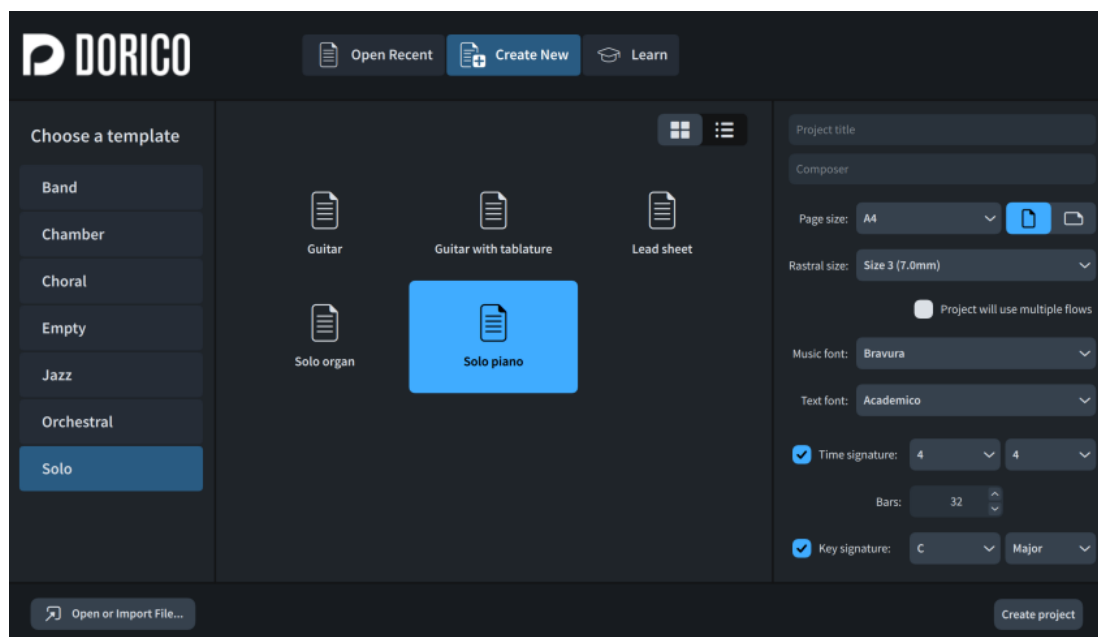 DORICO
Open Recent
Create New
Learn
Choose a template
Band
Chamber
Choral
Empty
Jazz
Orchestral
Solo
Guitar
Guitar with tablature
Lead sheet
Solo organ
Solo piano
Project title
Composer
Page size: A4
Rastral size: Size 3 (7.0mm)
Project will use multiple flows
Music font: Bravura
Text font: Academico
Time signature: 4 4
Bars: 32
Key signature: C Major
Open or Import File...
Create project